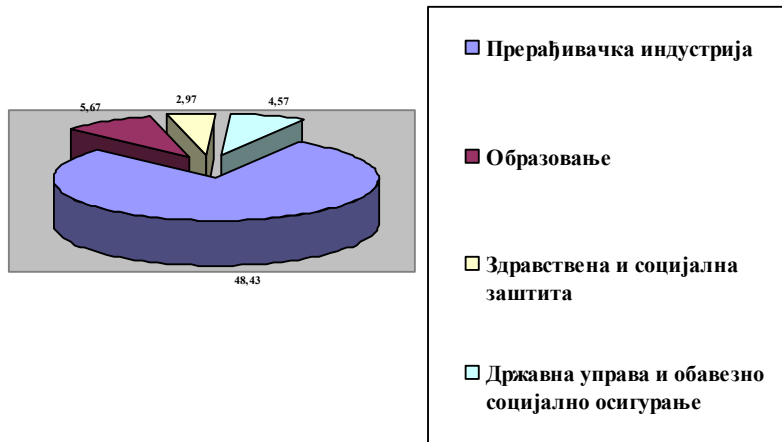 5,67
2,97
4,57
48,43
Прерађивачка индустрија
Образовање
Здравствена и социјална
заштита
Државна управа и обавезно
социјално осигурање